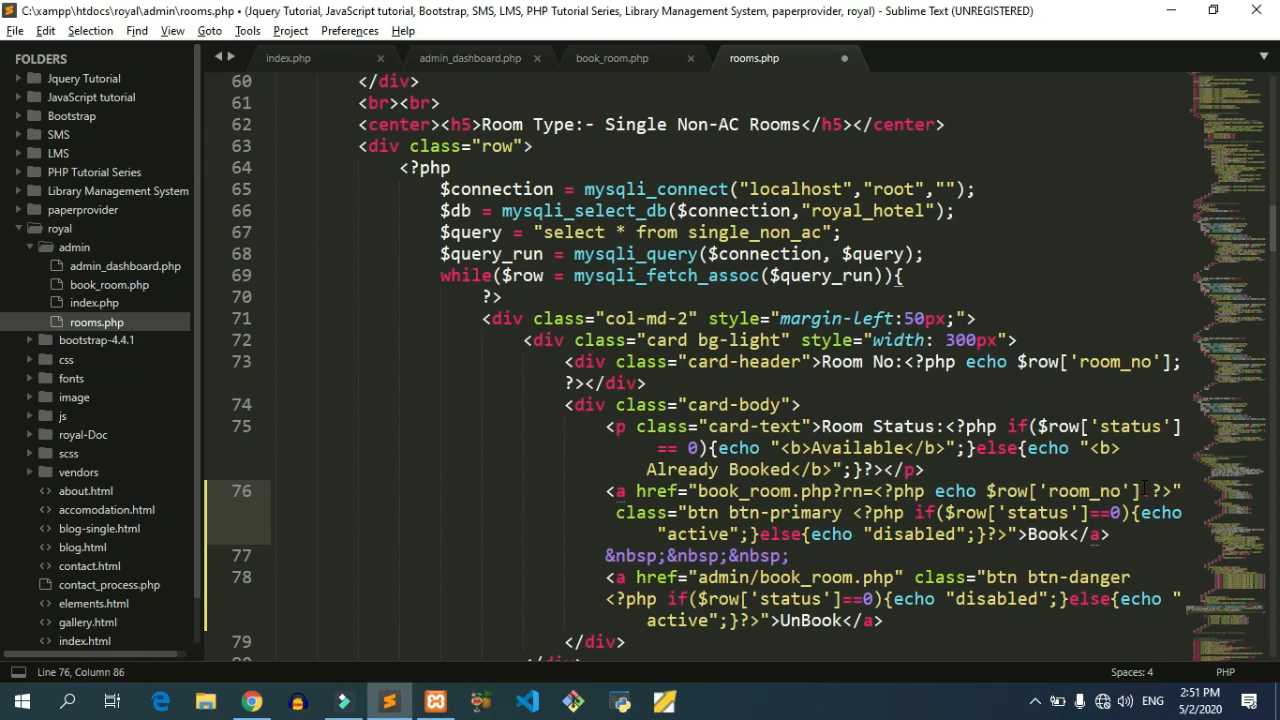 C:\xampp\htdocs\royal\admin\rooms.php • (Jquery Tutorial, JavaScript tutorial, Bootstrap, SMS, LMS, PHP Tutorial Series, Library Management System, paperprovider, royal) - Sublime Text (UNREGISTERED)
File Edit Selection Find View Goto Tools Project Preferences Help
FOLDERS
Jquery Tutorial
JavaScript tutorial
Bootstrap
SMS
LMS
PHP Tutorial Series
Library Management System
paperprovider
royal
admin
admin_dashboard.php
book_room.php
index.php
rooms.php
bootstrap-4.4.1
css
fonts
image
js
royal-Doc
scss
vendors
about.html
accomodation.html
blog-single.html
blog.html
contact.html
contact_process.php
elements.html
gallery.html
index.html
index.php admin_dashboard.php book_room.php rooms.php
60 </div>
61 <br><br>
62 <center><h5>Room Type:- Single Non-AC Rooms</h5></center>
63 <div class="row">
64 <?php
65 $connection = mysqli_connect("localhost","root","");
66 $db = mysqli_select_db($connection,"royal_hotel");
67 $query = "select * from single_non_ac";
68 $query_run = mysqli_query($connection, $query);
69 while($row = mysqli_fetch_assoc($query_run)){
70 ?>
71 <div class="col-md-2" style="margin-left:50px;">
72 <div class="card bg-light" style="width: 300px">
73 <div class="card-header">Room No:<?php echo $row['room_no'];
?></div>
74 <div class="card-body">
75 <p class="card-text">Room Status:<?php if($row['status']
== 0){echo "<b>Available</b>";}else{echo "<b>
Already Booked</b>";}?></p>
76 <a href="book_room.php?rn=<?php echo $row['room_no'] ?>"
class="btn btn-primary <?php if($row['status']==0){echo
"active";}else{echo "disabled";}?>">Book</a>
77 &nbsp;&nbsp;&nbsp;
78 <a href="admin/book_room.php" class="btn btn-danger
<?php if($row['status']==0){echo "disabled";}else{echo "
active";}?>">UnBook</a>
79 </div>
Line 76, Column 86 Spaces: 4 PHP
ENG
2:51 PM
5/2/2020